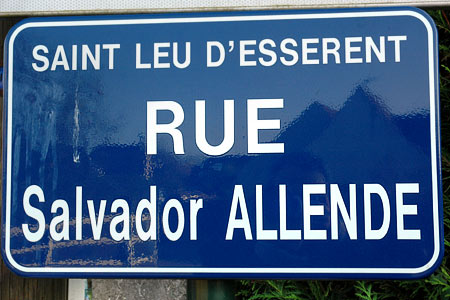 SAINT LEU D'ESSERENT
RUE
Salvador ALLENDE